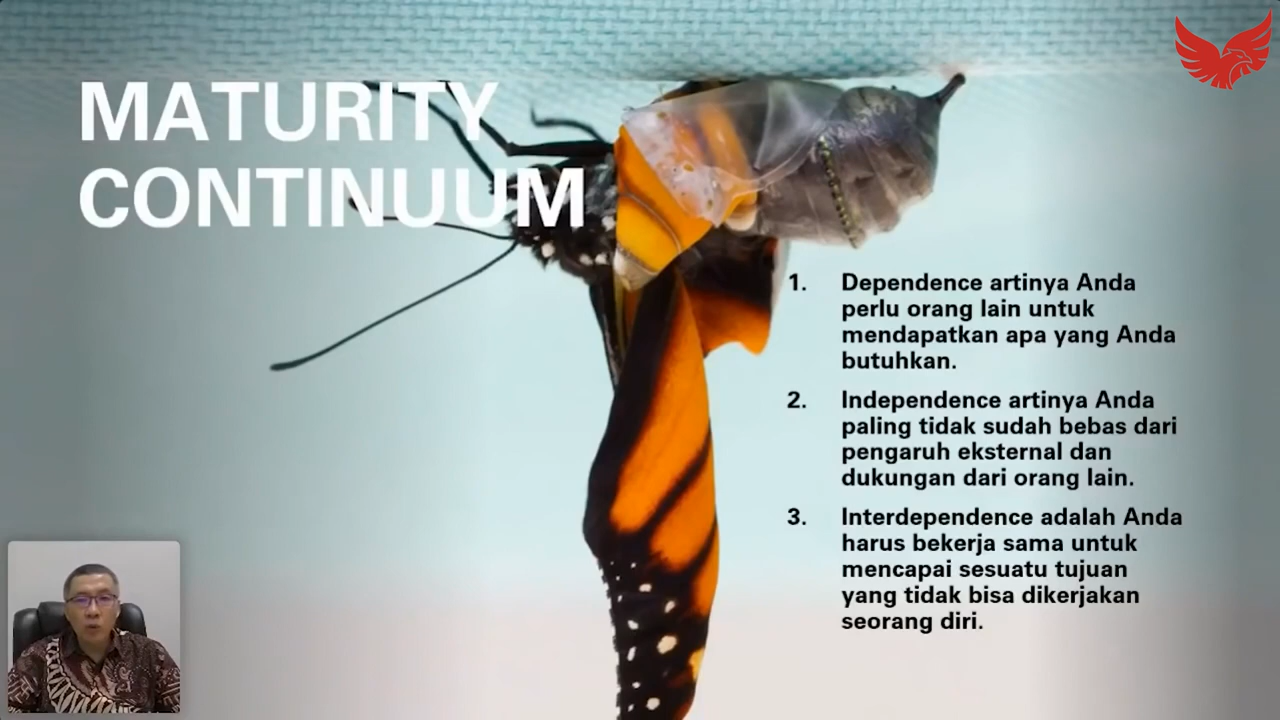 MATURITY
CONTINUUM
1. Dependence artinya Anda
perlu orang lain untuk
mendapatkan apa yang Anda
butuhkan.
2. Independence artinya Anda
paling tidak sudah bebas dari
pengaruh eksternal dan
dukungan dari orang lain.
3. Interdependence adalah Anda
harus bekerja sama untuk
mencapai sesuatu tujuan
yang tidak bisa dikerjakan
seorang diri.